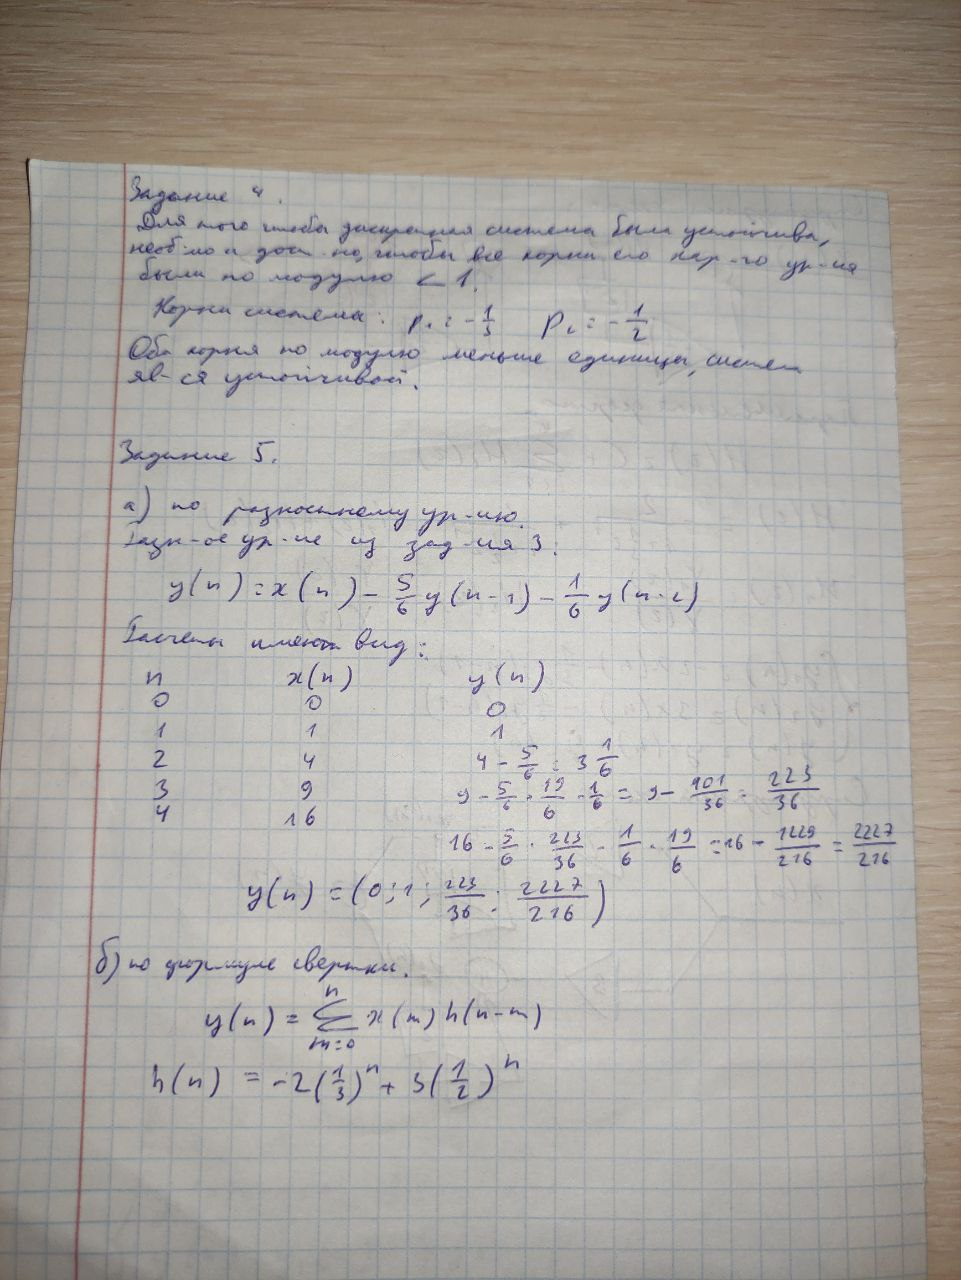 Задание 4.
Для того чтобы дискретная система была устойчива,
необ-мо и дост-но, чтобы все корни его хар-го ур-ия
были по модулю < 1.
Корни системы: p₁ = -1/3 p₂ = -1/2
Оба корня по модулю меньше единицы, систем
яв-ся устойчивой.
Задание 5.
а) по разностному ур-ию.
Разн-ое ур-ие из зад-ия 3:
y(n) = x(n) - 5/6 y(n-1) - 1/6 y(n-2)
Расчеты имеют вид:
n x(n) y(n)
0 0 0
1 1 1
2 4 4 - 5/6 = 3 1/6
3 9 9 - 5/6 · 19/6 - 1/6 = 9 - 101/36 = 223/36
4 16
16 - 5/6 · 223/36 - 1/6 · 19/6 = 16 - 1229/216 = 2227/216
y(n) = (0; 1; 223/36; 2227/216)
б) по формуле свертки.
y(n) = Σ x(m) h(n-m)
n
m=0
h(n) = -2(1/3)ⁿ + 3(1/2)ⁿ